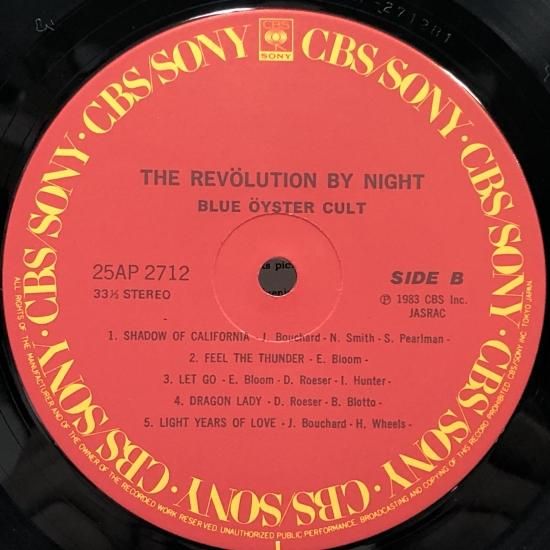 -271281
CBS/SONY · CBS/SONY · CBS/SONY · CBS/SONY · CBS/SONY · CBS/SONY · CBS/SONY · CBS/SONY
CBS
SONY
THE REVÖLUTION BY NIGHT
BLUE ÖYSTER CULT
25AP 2712
33⅓ STEREO
SIDE B
℗ 1983 CBS Inc.
JASRAC
1. SHADOW OF CALIFORNIA - J. Bouchard - N. Smith - S. Pearlman -
2. FEEL THE THUNDER - E. Bloom -
3. LET GO - E. Bloom - D. Roeser - I. Hunter -
4. DRAGON LADY - D. Roeser - B. Blotto -
5. LIGHT YEARS OF LOVE - J. Bouchard - H. Wheels -
ALL RIGHTS OF THE MANUFACTURER AND OF THE OWNER OF THE RECORDED WORK RESERVED. UNAUTHORIZED PUBLIC PERFORMANCE, BROADCASTING AND COPYING OF THIS RECORD PROHIBITED CBS/SONY INC. TOKYO JAPAN.